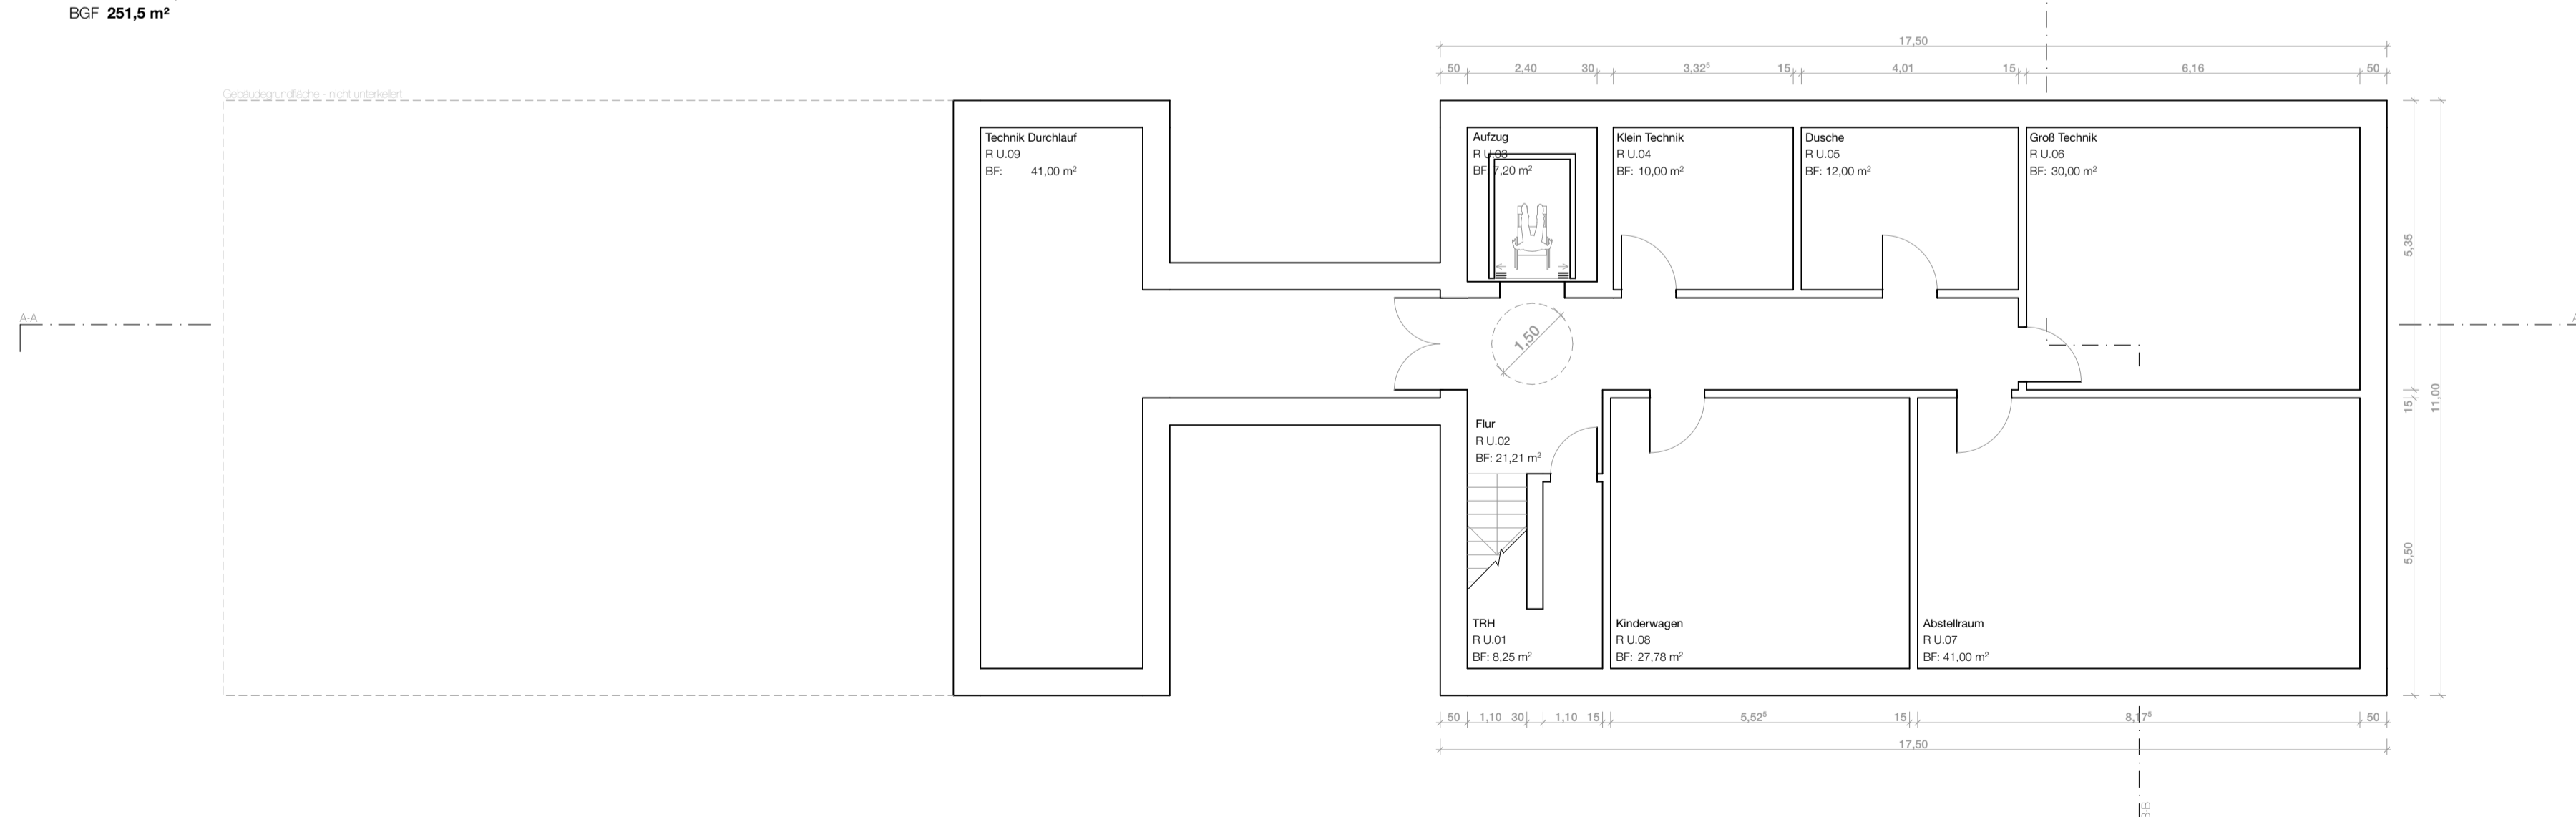 BGF 251,5 m²
17,50
50 2,40 30 3,32⁵ 15 4,01 15 6,16 50
Gebäudegrundfläche - nicht unterkellert
Technik Durchlauf
R U.09
BF: 41,00 m²
Aufzug
R U.03
BF: 7,20 m²
Klein Technik
R U.04
BF: 10,00 m²
Dusche
R U.05
BF: 12,00 m²
Groß Technik
R U.06
BF: 30,00 m²
5,35
A-A
A
1,50
15
11,00
Flur
R U.02
BF: 21,21 m²
5,50
TRH
R U.01
BF: 8,25 m²
Kinderwagen
R U.08
BF: 27,78 m²
Abstellraum
R U.07
BF: 41,00 m²
50 1,10 30 1,10 15 5,52⁵ 15 8,17⁵ 50
17,50
B-B